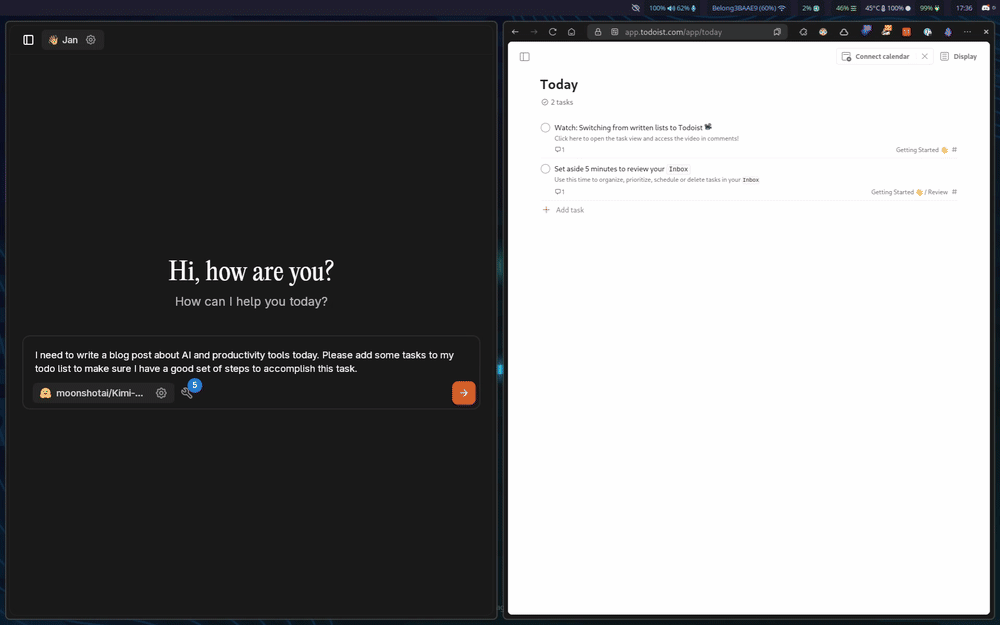 100% 62% Belong3BAAE9 (60%) 2% 46% 45°C 100% 99% 17:36
Jan
Hi, how are you?
How can I help you today?
I need to write a blog post about AI and productivity tools today. Please add some tasks to my
todo list to make sure I have a good set of steps to accomplish this task.
moonshotai/Kimi-...
5
app.todoist.com/app/today
Connect calendar
Display
Today
2 tasks
Watch: Switching from written lists to Todoist
Click here to open the task view and access the video in comments!
1
Getting Started #
Set aside 5 minutes to review your Inbox
Use this time to organize, prioritize, schedule or delete tasks in your Inbox
1
Getting Started / Review #
+ Add task